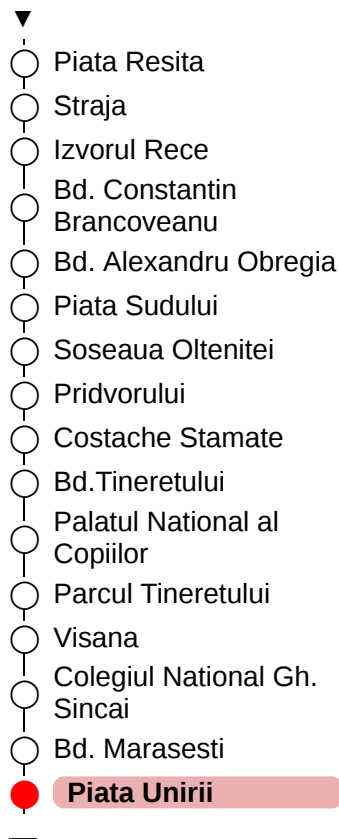 Piata Resita
Straja
Izvorul Rece
Bd. Constantin
Brancoveanu
Bd. Alexandru Obregia
Piata Sudului
Soseaua Oltenitei
Pridvorului
Costache Stamate
Bd.Tineretului
Palatul National al
Copiilor
Parcul Tineretului
Visana
Colegiul National Gh.
Sincai
Bd. Marasesti
Piata Unirii